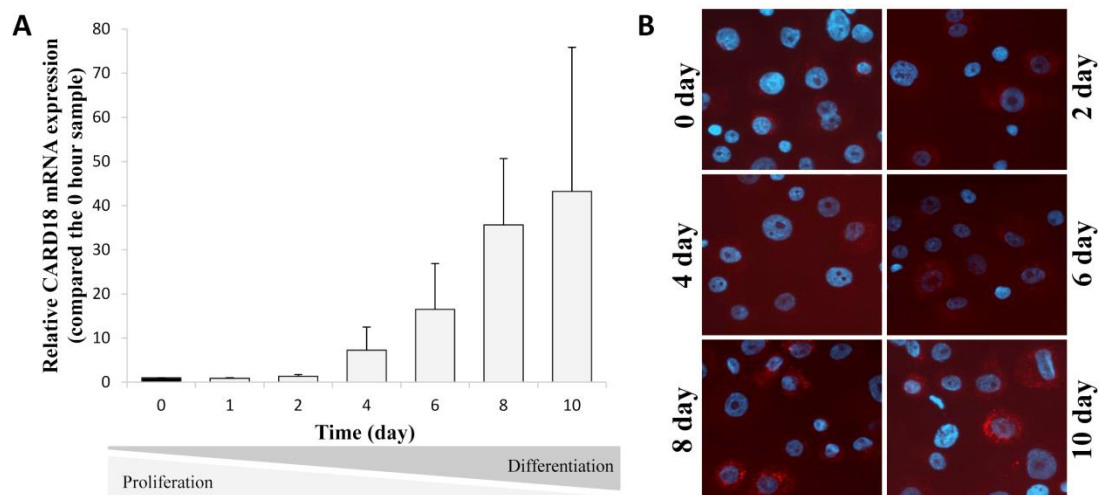 A
Relative CARD18 mRNA expression
(compared the 0 hour sample)
80
70
60
50
40
30
20
10
0
0 1 2 4 6 8 10
Time (day)
Differentiation
Proliferation
B
0 day
2 day
4 day
6 day
8 day
10 day